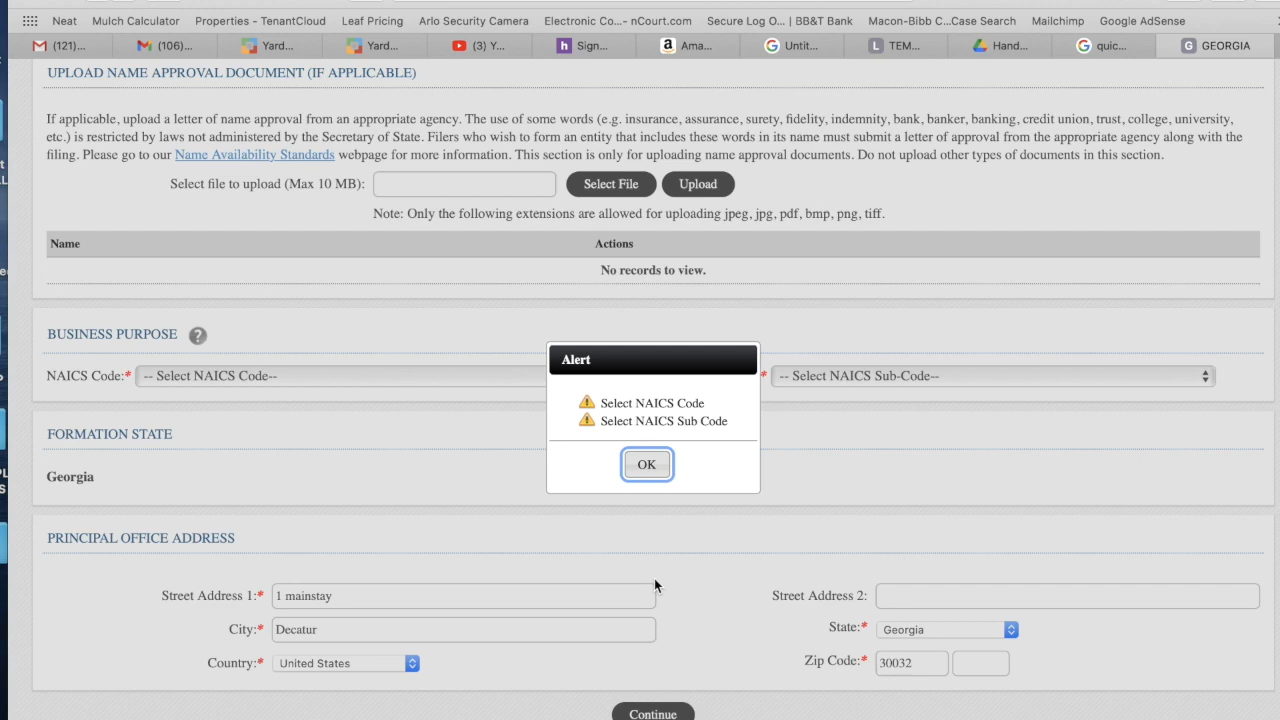 Neat Mulch Calculator Properties - TenantCloud Leaf Pricing Arlo Security Camera Electronic Co...- nCourt.com Secure Log O... | BB&T Bank Macon-Bibb C...Case Search Mailchimp Google AdSense
(121)... (106)... Yard... Yard... (3) Y... h Sign... a Ama... G Untit... L TEM... Hand... G quic... G GEORGIA
UPLOAD NAME APPROVAL DOCUMENT (IF APPLICABLE)
If applicable, upload a letter of name approval from an appropriate agency. The use of some words (e.g. insurance, assurance, surety, fidelity, indemnity, bank, banker, banking, credit union, trust, college, university,
etc.) is restricted by laws not administered by the Secretary of State. Filers who wish to form an entity that includes these words in its name must submit a letter of approval from the appropriate agency along with the
filing. Please go to our Name Availability Standards webpage for more information. This section is only for uploading name approval documents. Do not upload other types of documents in this section.
Select file to upload (Max 10 MB): Select File Upload
Note: Only the following extensions are allowed for uploading jpeg, jpg, pdf, bmp, png, tiff.
Name Actions
No records to view.
BUSINESS PURPOSE ?
NAICS Code:* -- Select NAICS Code-- * -- Select NAICS Sub-Code--
Alert
Select NAICS Code
Select NAICS Sub Code
OK
FORMATION STATE
Georgia
PRINCIPAL OFFICE ADDRESS
Street Address 1:* 1 mainstay Street Address 2:
City:* Decatur State:* Georgia
Country:* United States Zip Code:* 30032
Continue